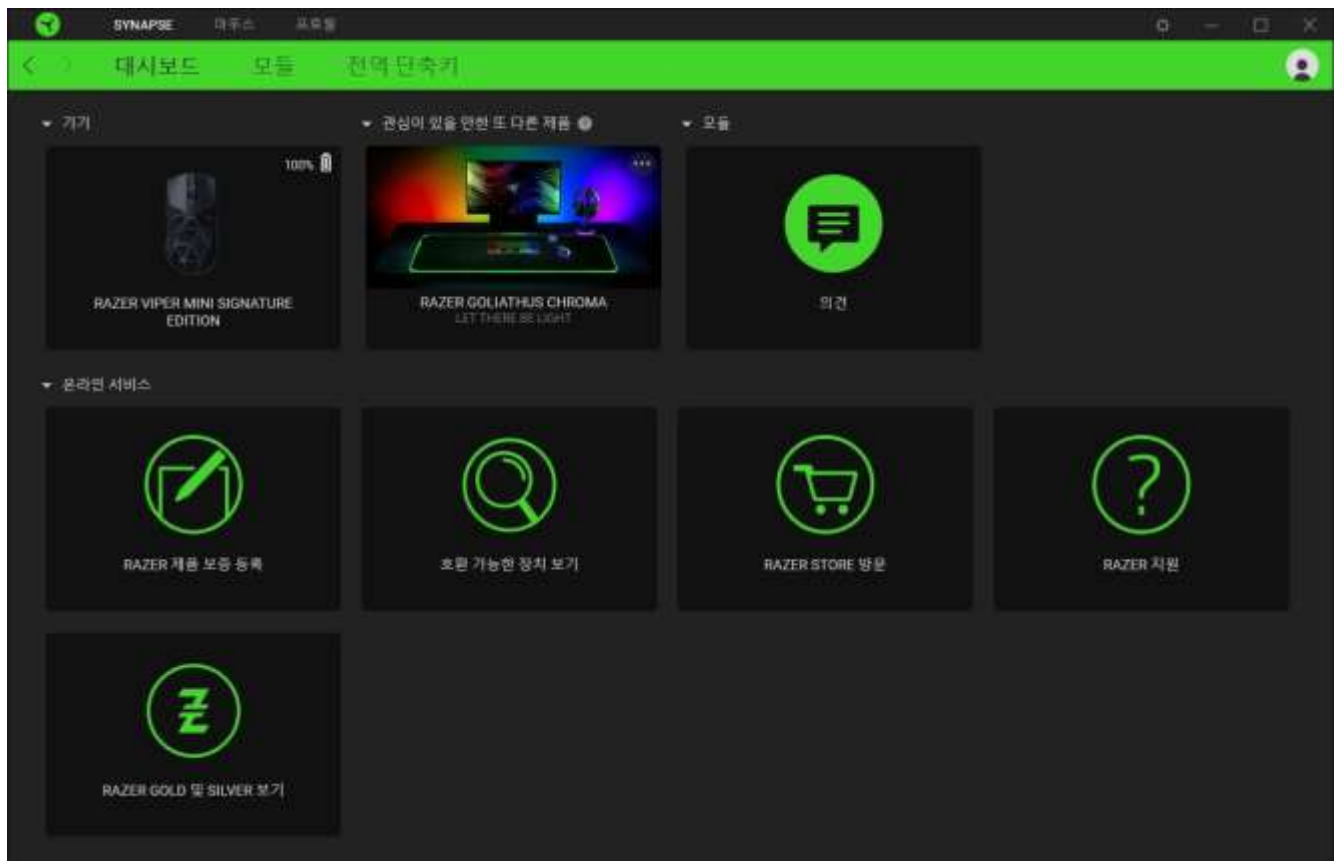 SYNAPSE 마우스 프로필
대시보드 모듈 전역 단축키
기기
관심이 있을 만한 또 다른 제품
모듈
100%
RAZER VIPER MINI SIGNATURE
EDITION
RAZER GOLIATHUS CHROMA
LET THERE BE LIGHT
의견
온라인 서비스
RAZER 제품 보증 등록
호환 가능한 장치 보기
RAZER STORE 방문
RAZER 지원
RAZER GOLD 및 SILVER 보기